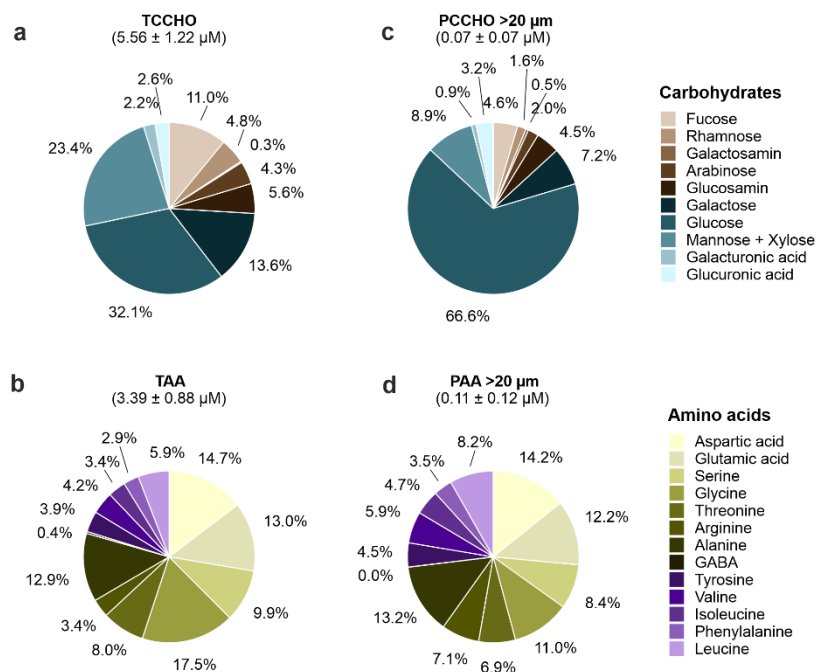 a
TCCHO
(5.56 ± 1.22 µM)
2.6%
2.2%
11.0%
4.8%
0.3%
4.3%
5.6%
13.6%
32.1%
23.4%
c
PCCHO >20 µm
(0.07 ± 0.07 µM)
1.6%
3.2%
0.5%
0.9%
4.6%
2.0%
8.9%
4.5%
7.2%
66.6%
Carbohydrates
Fucose
Rhamnose
Galactosamin
Arabinose
Glucosamin
Galactose
Glucose
Mannose + Xylose
Galacturonic acid
Glucuronic acid
b
TAA
(3.39 ± 0.88 µM)
2.9%
5.9%
14.7%
3.4%
4.2%
3.9%
0.4%
12.9%
3.4%
8.0%
17.5%
9.9%
13.0%
d
PAA >20 µm
(0.11 ± 0.12 µM)
8.2%
14.2%
3.5%
4.7%
5.9%
4.5%
0.0%
13.2%
7.1%
6.9%
11.0%
8.4%
12.2%
Amino acids
Aspartic acid
Glutamic acid
Serine
Glycine
Threonine
Arginine
Alanine
GABA
Tyrosine
Valine
Isoleucine
Phenylalanine
Leucine